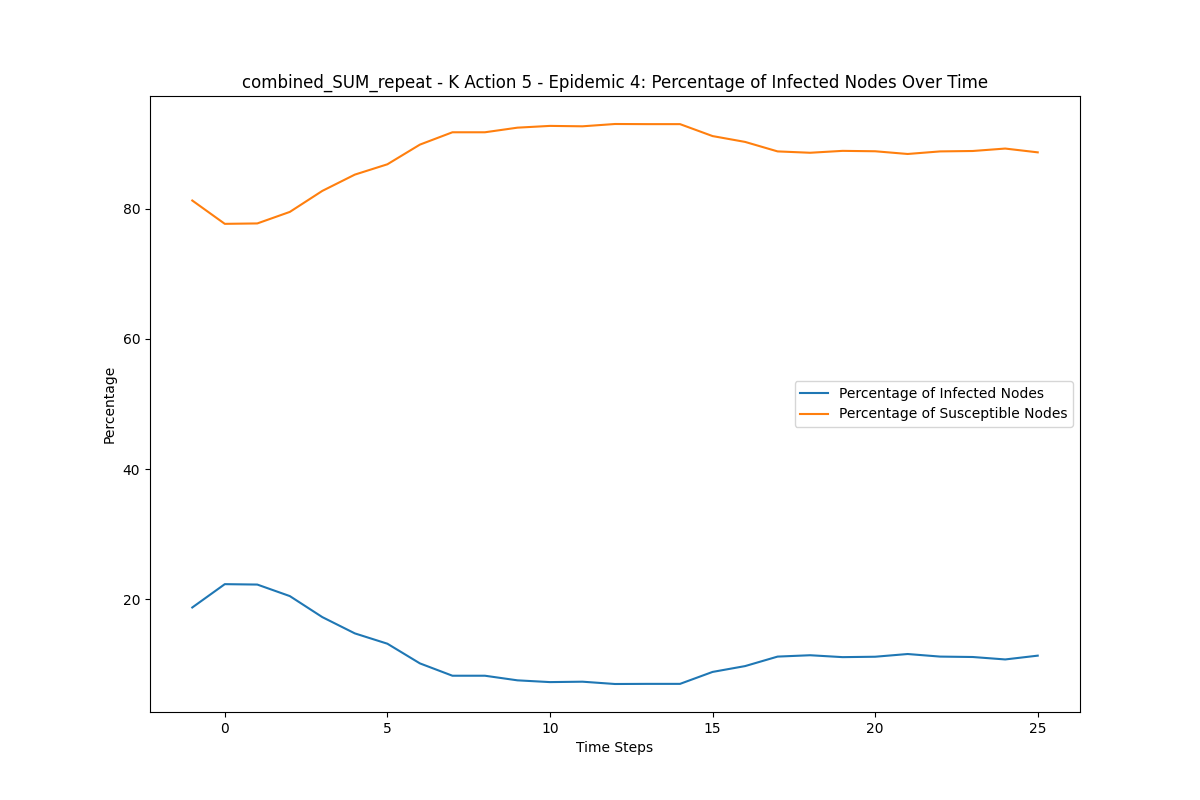 combined_SUM_repeat - K Action 5 - Epidemic 4: Percentage of Infected Nodes Over Time
80
60
40
20
Percentage
Percentage of Infected Nodes
Percentage of Susceptible Nodes
0 5 10 15 20 25
Time Steps